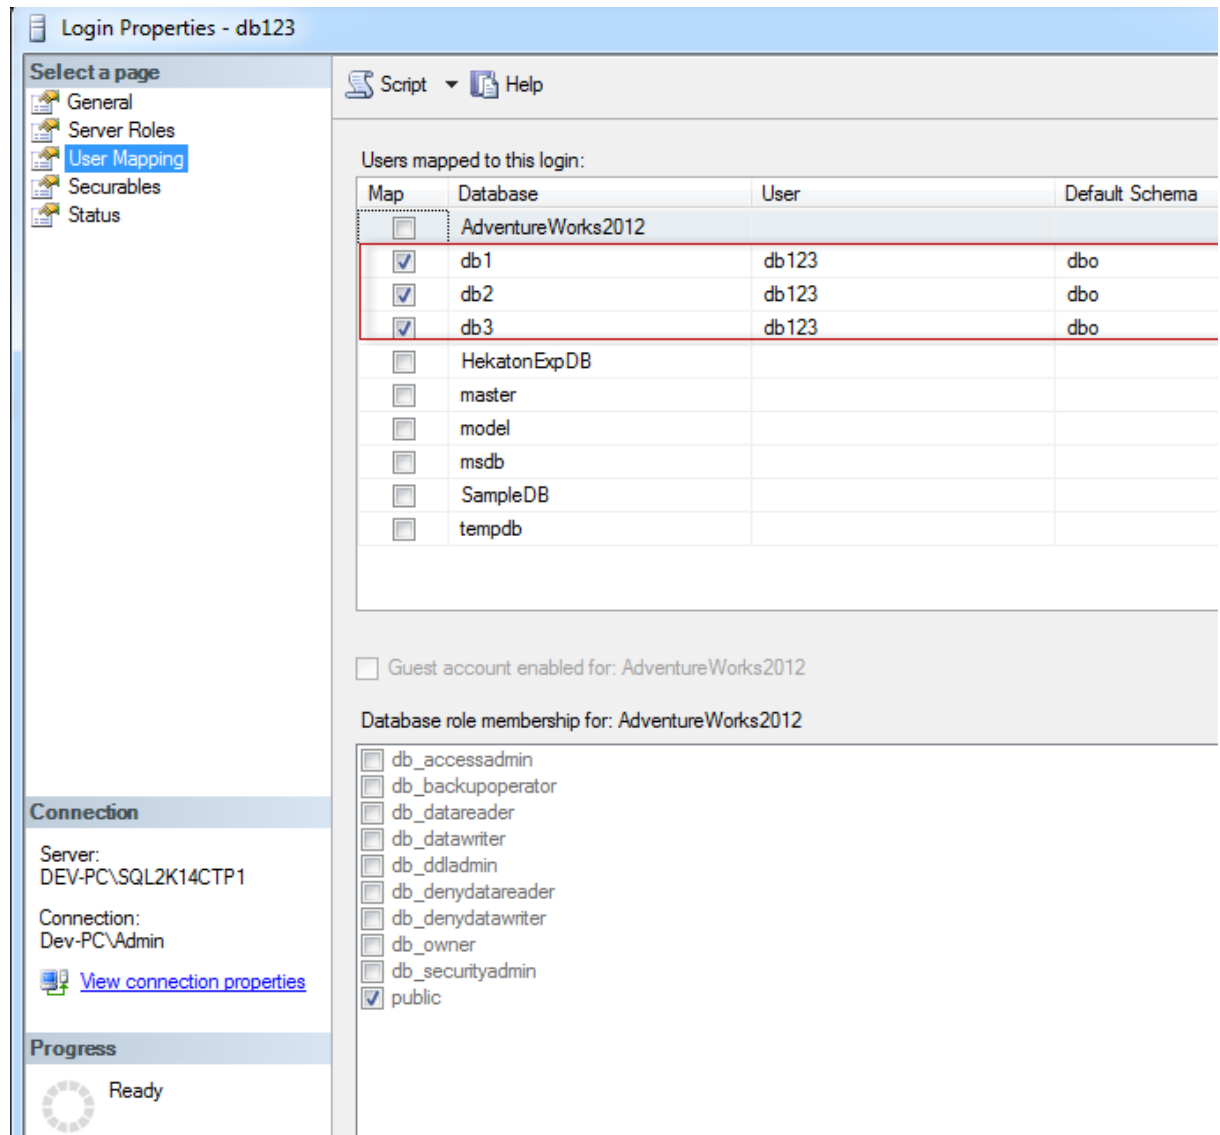 Login Properties - db123
Select a page
General
Server Roles
User Mapping
Securables
Status
Script Help
Users mapped to this login:
Map Database User Default Schema
AdventureWorks2012
db1 db123 dbo
db2 db123 dbo
db3 db123 dbo
HekatonExpDB
master
model
msdb
SampleDB
tempdb
Guest account enabled for: AdventureWorks2012
Database role membership for: AdventureWorks2012
db_accessadmin
db_backupoperator
db_datareader
db_datawriter
db_ddladmin
db_denydatareader
db_denydatawriter
db_owner
db_securityadmin
public
Connection
Server:
DEV-PC\SQL2K14CTP1
Connection:
Dev-PC\Admin
View connection properties
Progress
Ready